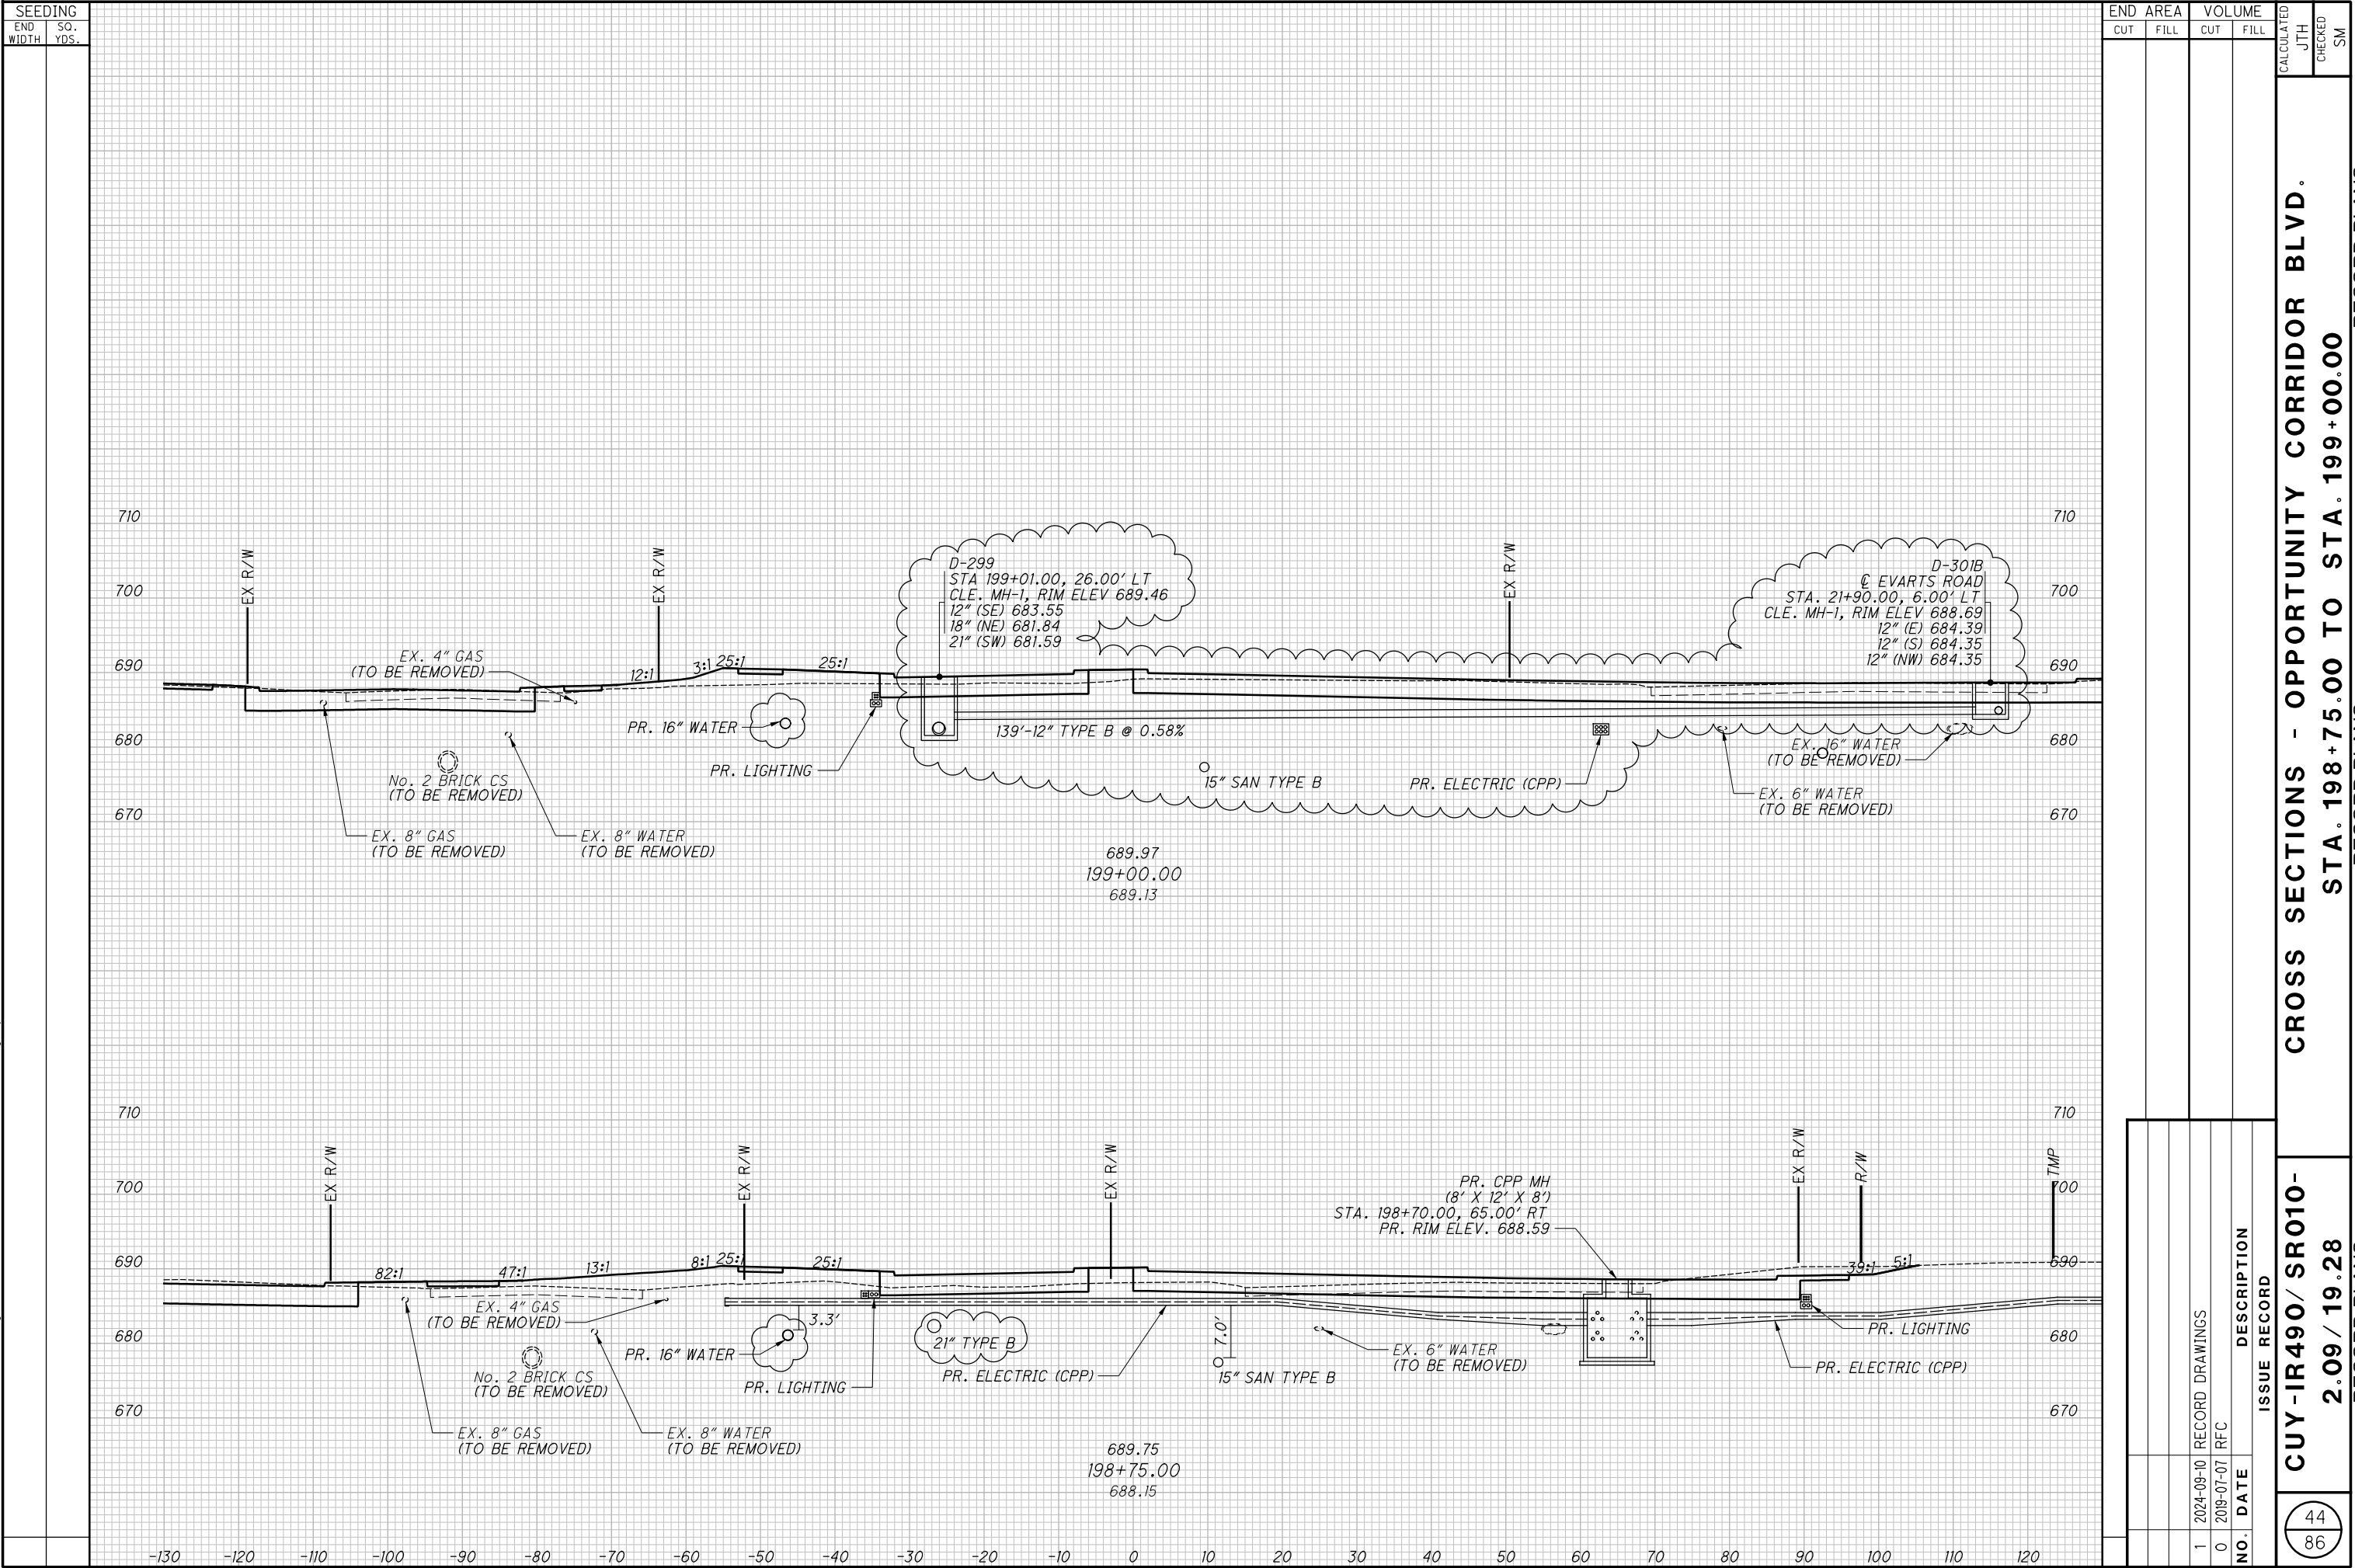 SEEDING
END WIDTH
SQ. YDS.
END AREA
VOLUME
CUT
FILL
CUT
FILL
CALCULATED
JTH
CHECKED
SM
710
710
700
700
690
690
680
680
670
670
EX R/W
EX R/W
EX R/W
D-299
STA 199+01.00, 26.00' LT
CLE. MH-1, RIM ELEV 689.46
12" (SE) 683.55
18" (NE) 681.84
21" (SW) 681.59
D-301B
℄ EVARTS ROAD
STA. 21+90.00, 6.00' LT
CLE. MH-1, RIM ELEV 688.69
12" (E) 684.39
12" (S) 684.35
12" (NW) 684.35
EX. 4" GAS
(TO BE REMOVED)
12:1
3:1
25:1
25:1
PR. 16" WATER
139'-12" TYPE B @ 0.58%
PR. LIGHTING
No. 2 BRICK CS
(TO BE REMOVED)
15" SAN TYPE B
PR. ELECTRIC (CPP)
EX. 16" WATER
(TO BE REMOVED)
EX. 6" WATER
(TO BE REMOVED)
EX. 8" GAS
(TO BE REMOVED)
EX. 8" WATER
(TO BE REMOVED)
689.97
199+00.00
689.13
710
710
700
700
690
690
680
680
670
670
EX R/W
EX R/W
EX R/W
EX R/W
R/W
TMP
PR. CPP MH
(8' X 12' X 8')
STA. 198+70.00, 65.00' RT
PR. RIM ELEV. 688.59
82:1
47:1
13:1
8:1
25:1
25:1
39:1
5:1
EX. 4" GAS
(TO BE REMOVED)
3.3'
PR. 16" WATER
21" TYPE B
7.0'
PR. LIGHTING
No. 2 BRICK CS
(TO BE REMOVED)
PR. LIGHTING
PR. ELECTRIC (CPP)
15" SAN TYPE B
EX. 6" WATER
(TO BE REMOVED)
PR. ELECTRIC (CPP)
EX. 8" GAS
(TO BE REMOVED)
EX. 8" WATER
(TO BE REMOVED)
689.75
198+75.00
688.15
-130 -120 -110 -100 -90 -80 -70 -60 -50 -40 -30 -20 -10 0 10 20 30 40 50 60 70 80 90 100 110 120
CROSS SECTIONS - OPPORTUNITY CORRIDOR BLVD.
STA. 198+75.00 TO STA. 199+00.00
1 2024-09-10 RECORD DRAWINGS
0 2019-07-07 RFC
NO. DATE DESCRIPTION
ISSUE RECORD
CUY-IR490/SR010-
2.09/19.28
44
86